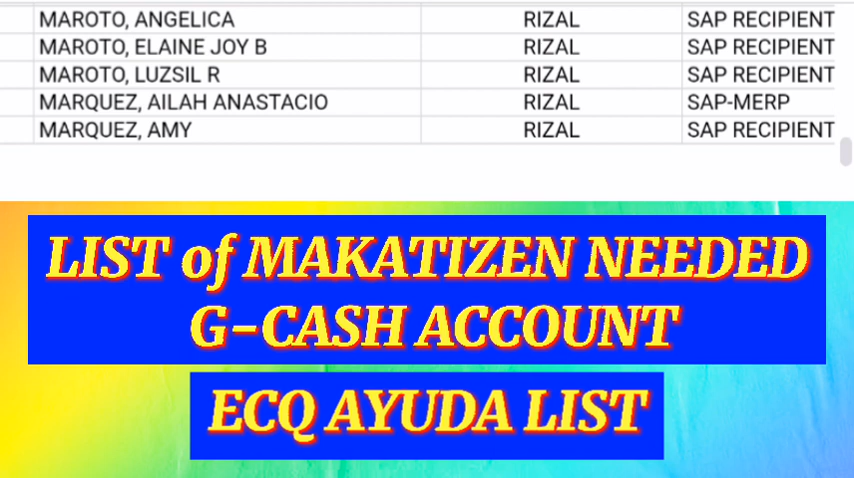 MAROTO, ANGELICA RIZAL SAP RECIPIENT
MAROTO, ELAINE JOY B RIZAL SAP RECIPIENT
MAROTO, LUZSIL R RIZAL SAP RECIPIENT
MARQUEZ, AILAH ANASTACIO RIZAL SAP-MERP
MARQUEZ, AMY RIZAL SAP RECIPIENT
LIST of MAKATIZEN NEEDED
G-CASH ACCOUNT
ECQ AYUDA LIST